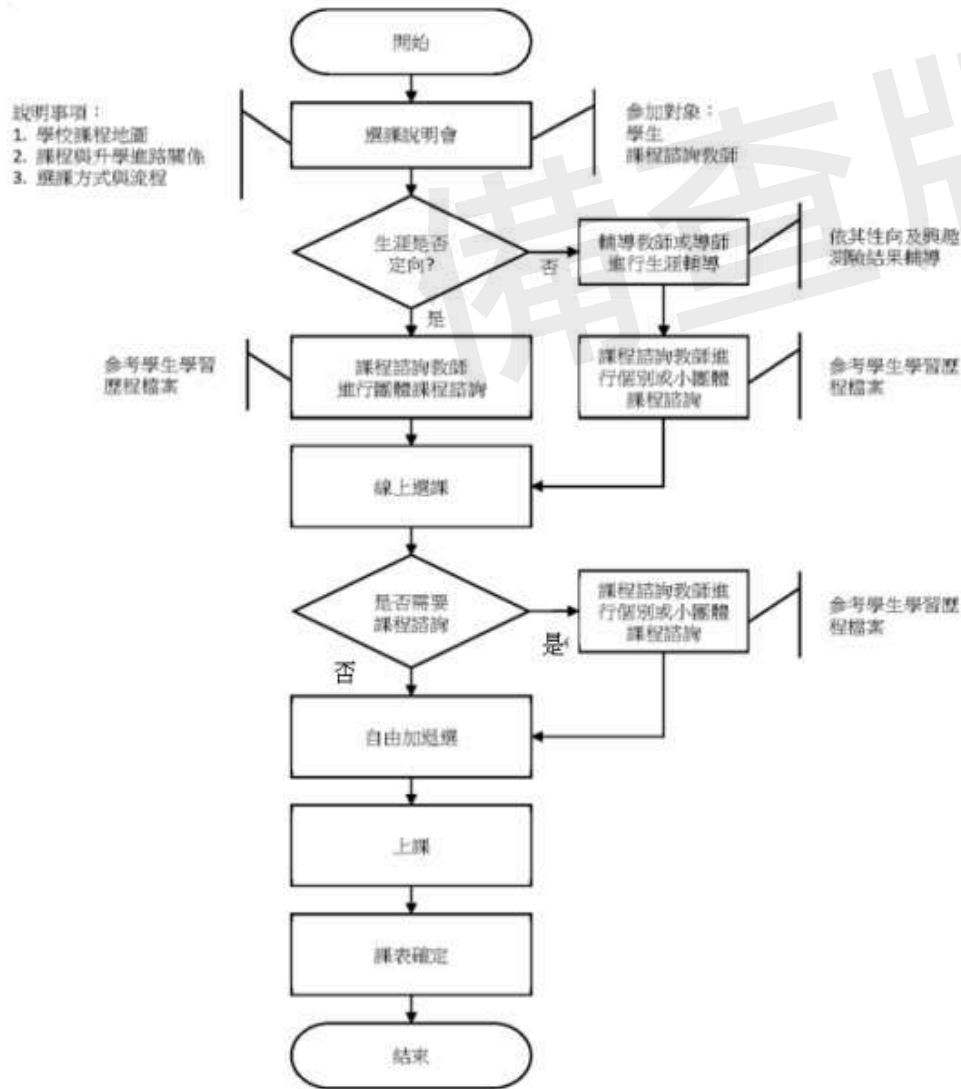 開始
說明事項：
1. 學校課程地圖
2. 課程與升學進路關係
3. 選課方式與流程
選課說明會
參加對象：
學生
課程諮詢教師
生涯是否
定向?
否
輔導教師或導師
進行生涯輔導
依其性向及興趣
測驗結果輔導
是
參考學生學習
歷程檔案
課程諮詢教師
進行團體課程諮詢
課程諮詢教師進
行個別或小團體
課程諮詢
參考學生學習歷
程檔案
線上選課
是否需要
課程諮詢
是
否
課程諮詢教師進
行個別或小團體
課程諮詢
參考學生學習歷
程檔案
自由加退選
上課
課表確定
結束
備查版